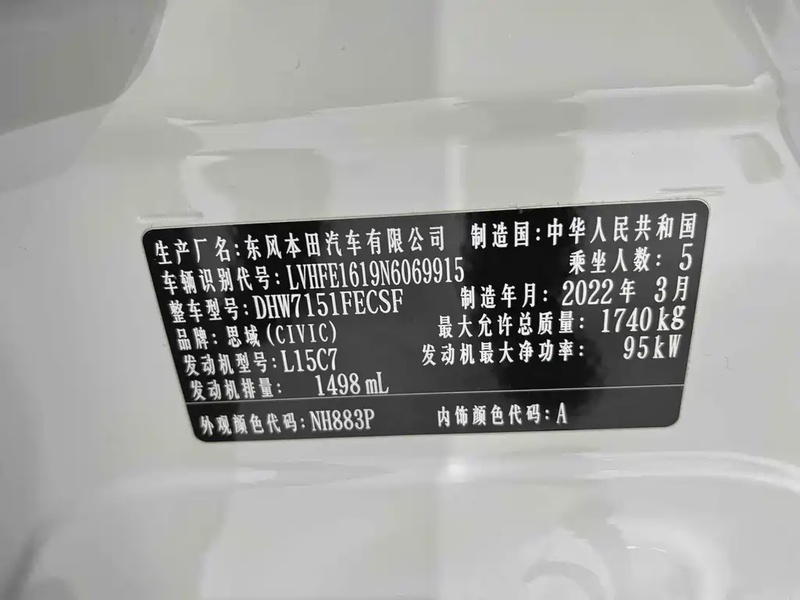 生产厂名:东风本田汽车有限公司 制造国:中华人民共和国
车辆识别代号:LVHFE1619N6069915 乘坐人数:5
整车型号:DHW7151FECSF 制造年月:2022年 3月
品牌:思域(CIVIC) 最大允许总质量:1740kg
发动机型号:L15C7 发动机最大净功率: 95kW
发动机排量: 1498 mL
外观颜色代码:NH883P 内饰颜色代码:A